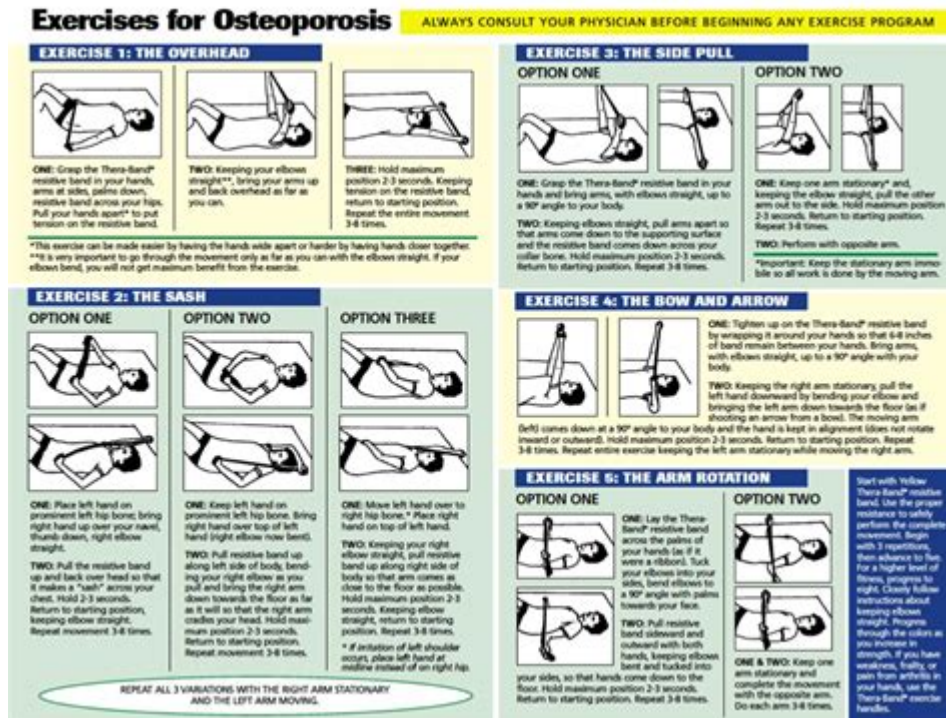 Exercises for Osteoporosis
ALWAYS CONSULT YOUR PHYSICIAN BEFORE BEGINNING ANY EXERCISE PROGRAM
EXERCISE 1: THE OVERHEAD
ONE: Grasp the Thera-Band®
resistive band in your hands,
arms at sides, palms down,
resistive band across your hips.
Pull your hands apart* to put
tension on the resistive band.
TWO: Keeping your elbows
straight**, bring your arms up
and back overhead as far as
you can.
THREE: Hold maximum
position 2-3 seconds. Keeping
tension on the resistive band,
return to starting position.
Repeat the entire movement
3-8 times.
*This exercise can be made easier by having the hands wide apart or harder by having hands closer together.
**It is very important to go through the movement only as far as you can with the elbows straight. If your
elbows bend, you will not get maximum benefit from the exercise.
EXERCISE 2: THE SASH
OPTION ONE
ONE: Place left hand on
prominent left hip bone; bring
right hand up over your navel,
thumb down, right elbow
straight.
TWO: Pull the resistive band
up and back over head so that
it makes a "sash" across your
chest. Hold 2-3 seconds.
Return to starting position,
keeping elbow straight.
Repeat movement 3-8 times.
OPTION TWO
ONE: Keep left hand on
prominent left hip bone. Bring
right hand over top of left
hand (right elbow now bent).
TWO: Pull resistive band up
along left side of body, bend-
ing your right elbow as you
pull and bring the right arm
down towards the floor as far
as it will so that the right arm
cradles your head. Hold maxi-
mum position 2-3 seconds.
Return to starting position.
Repeat movement 3-8 times.
OPTION THREE
ONE: Move left hand over to
right hip bone.* Place right
hand on top of left hand.
TWO: Keeping your right
elbow straight, pull resistive
band up along right side of
body so that arm comes as
close to the floor as possible.
Hold maximum position 2-3
seconds. Keeping elbow
straight, return to starting
position. Repeat 3-8 times.
* If irritation of left shoulder
occurs, place left hand at
midline instead of on right hip.
REPEAT ALL 3 VARIATIONS WITH THE RIGHT ARM STATIONARY
AND THE LEFT ARM MOVING.
EXERCISE 3: THE SIDE PULL
OPTION ONE
ONE: Grasp the Thera-Band® resistive band in your
hands and bring arms, with elbows straight, up to
a 90° angle to your body.
TWO: Keeping elbows straight, pull arms apart so
that arms come down to the supporting surface
and the resistive band comes down across your
collar bone. Hold maximum position 2-3 seconds.
Return to starting position. Repeat 3-8 times.
OPTION TWO
ONE: Keep one arm stationary* and,
keeping the elbow straight, pull the other
arm out to the side. Hold maximum position
2-3 seconds. Return to starting position.
Repeat 3-8 times.
TWO: Perform with opposite arm.
*Important: Keep the stationary arm immo-
bile so all work is done by the moving arm.
EXERCISE 4: THE BOW AND ARROW
ONE: Tighten up on the Thera-Band® resistive band
by wrapping it around your hands so that 6-8 inches
of band remain between your hands. Bring arms,
with elbows straight, up to a 90° angle with your
body.
TWO: Keeping the right arm stationary, pull the
left hand downward by bending your elbow and
bringing the left arm down towards the floor (as if
shooting an arrow from a bow). The moving arm
(left) comes down at a 90° angle to your body and the hand is kept in alignment (does not rotate
inward or outward). Hold maximum position 2-3 seconds. Return to starting position. Repeat
3-8 times. Repeat entire exercise keeping the left arm stationary while moving the right arm.
EXERCISE 5: THE ARM ROTATION
OPTION ONE
ONE: Lay the Thera-
Band® resistive band
across the palms of
your hands (as if it
were a ribbon). Tuck
your elbows into your
sides, bend elbows to
a 90° angle with palms
towards your face.
TWO: Pull resistive
band sideward and
outward with both
hands, keeping elbows
bent and tucked into
your sides, so that hands come down to the
floor. Hold maximum position 2-3 seconds.
Return to starting position. Repeat 3-8 times.
OPTION TWO
ONE & TWO: Keep one
arm stationary and
complete the movement
with the opposite arm.
Do each arm 3-8 times.
Start with Yellow
Thera-Band® resistive
band. Use the proper
resistance to safely
perform the complete
movement. Begin
with 3 repetitions,
then advance to five.
For a higher level of
fitness, progress to
eight. Closely follow
instructions about
keeping elbows
straight. Progress
through the colors as
you increase in
strength. If you have
weakness, frailty, or
pain from arthritis in
your hands, use the
Thera-Band® exercise
handles.